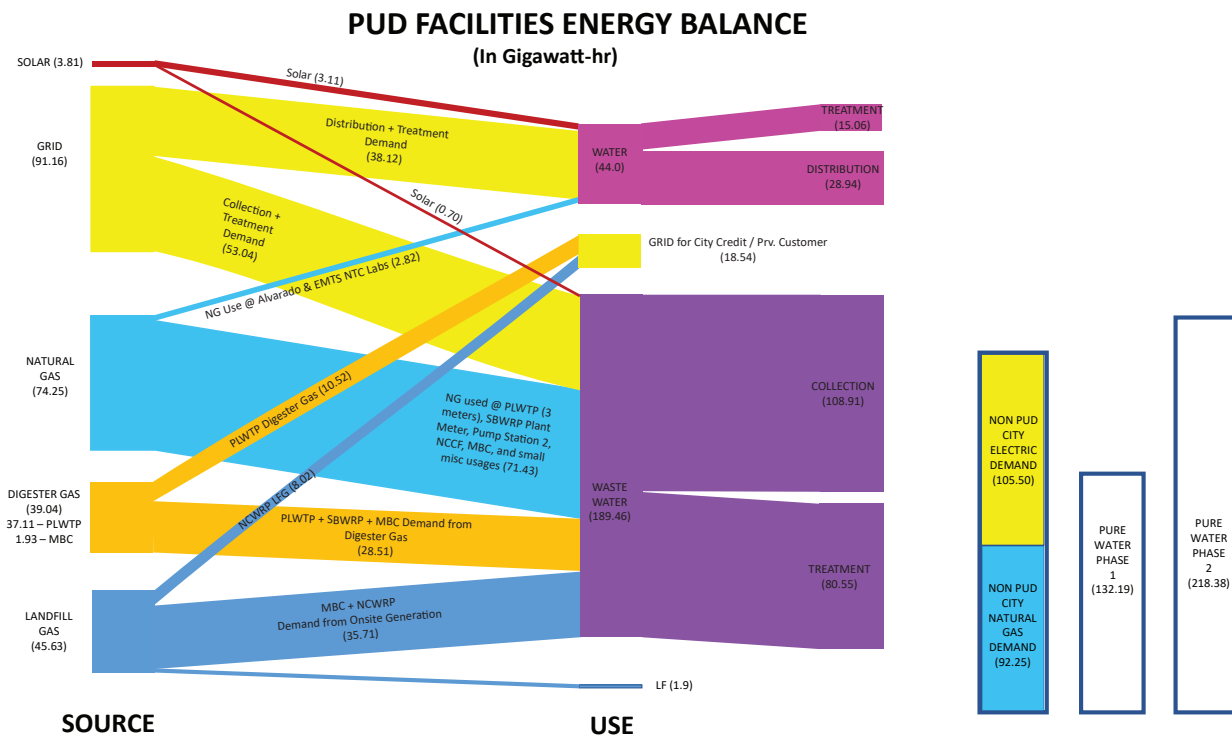 PUD FACILITIES ENERGY BALANCE
(In Gigawatt-hr)
SOLAR (3.81)
GRID
(91.16)
NATURAL
GAS
(74.25)
DIGESTER GAS
(39.04)
37.11 – PLWTP
1.93 – MBC
LANDFILL
GAS
(45.63)
SOURCE
Solar (3.11)
Distribution + Treatment
Demand
(38.12)
Solar (0.70)
Collection +
Treatment
Demand
(53.04)
NG Use @ Alvarado & EMTS NTC Labs (2.82)
PLWTP Digester Gas (10.52)
NG used @ PLWTP (3
meters), SBWRP Plant
Meter, Pump Station 2,
NCCF, MBC, and small
misc usages (71.43)
NCWRP LFG (8.02)
PLWTP + SBWRP + MBC Demand from
Digester Gas
(28.51)
MBC + NCWRP
Demand from Onsite Generation
(35.71)
WATER
(44.0)
GRID for City Credit / Prv. Customer
(18.54)
WASTE
WATER
(189.46)
LF (1.9)
USE
TREATMENT
(15.06)
DISTRIBUTION
(28.94)
COLLECTION
(108.91)
TREATMENT
(80.55)
NON PUD
CITY
ELECTRIC
DEMAND
(105.50)
NON PUD
CITY
NATURAL
GAS
DEMAND
(92.25)
PURE
WATER
PHASE
1
(132.19)
PURE
WATER
PHASE
2
(218.38)